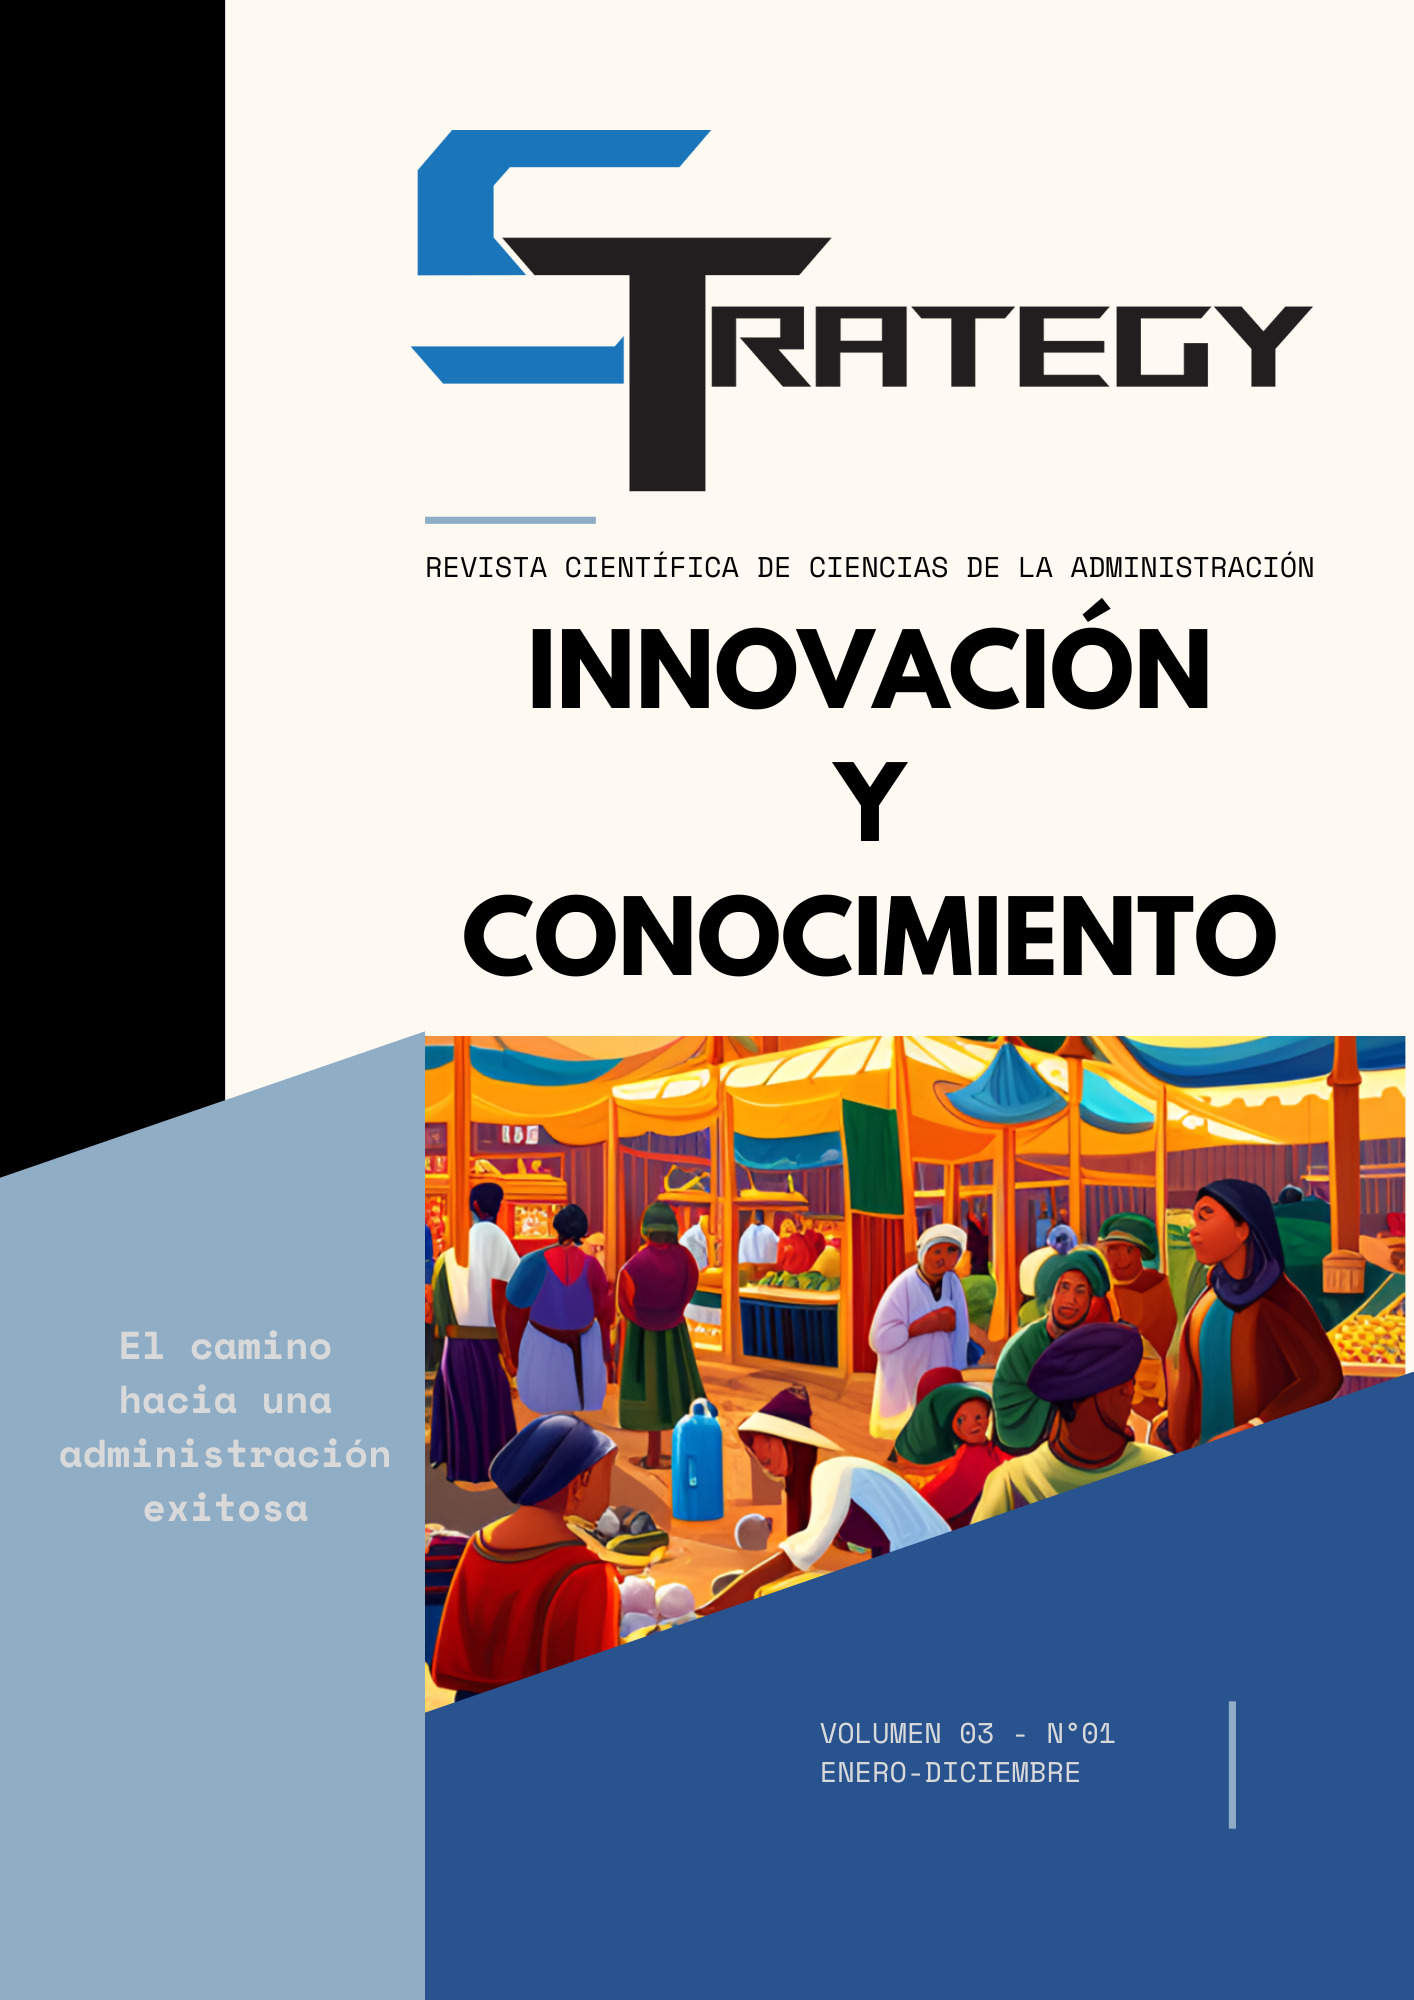 STRATEGY
REVISTA CIENTÍFICA DE CIENCIAS DE LA ADMINISTRACIÓN
INNOVACIÓN
Y
CONOCIMIENTO
El camino
hacia una
administración
exitosa
VOLUMEN 03 - N°01
ENERO-DICIEMBRE